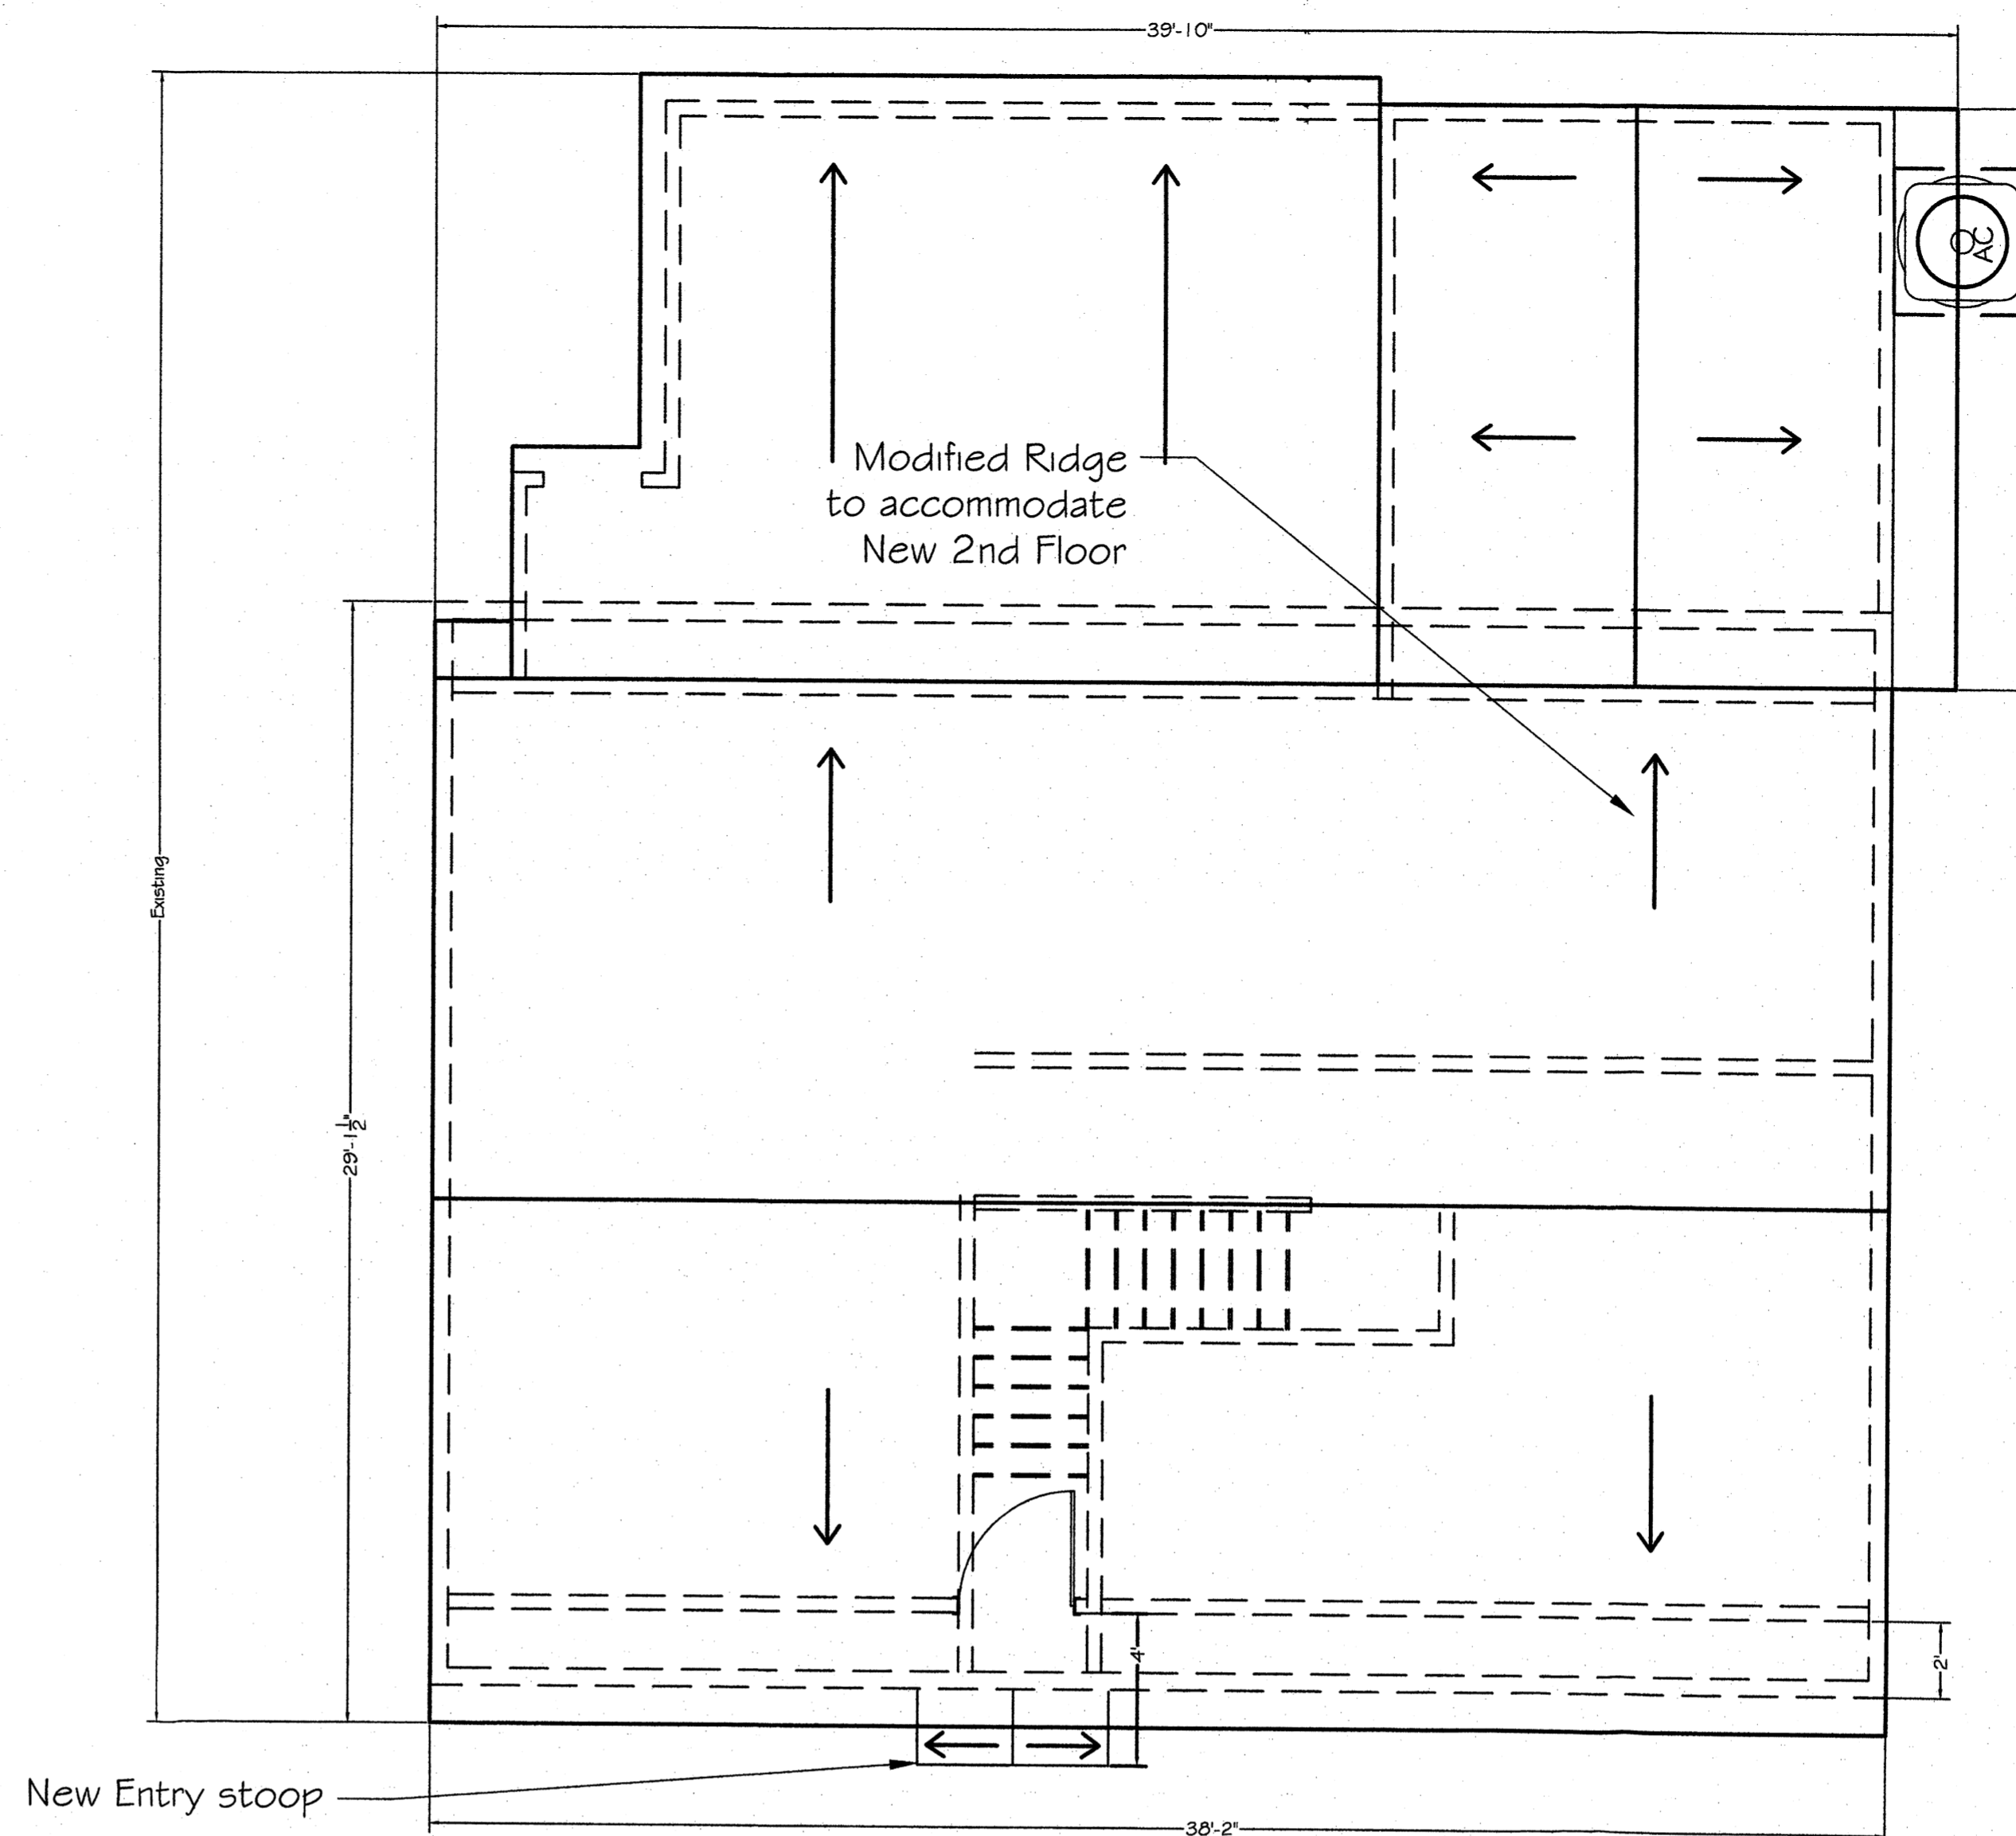 39'-10"
AC
Modified Ridge
to accommodate
New 2nd Floor
Existing
29'-1 1/2"
4'
2'
New Entry stoop
38'-2"